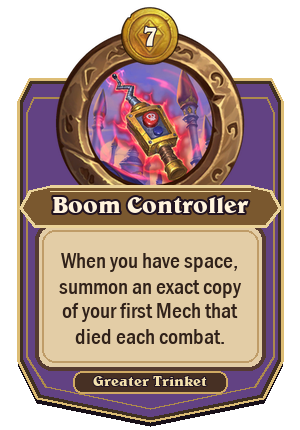 7
Boom Controller
When you have space,
summon an exact copy
of your first Mech that
died each combat.
Greater Trinket